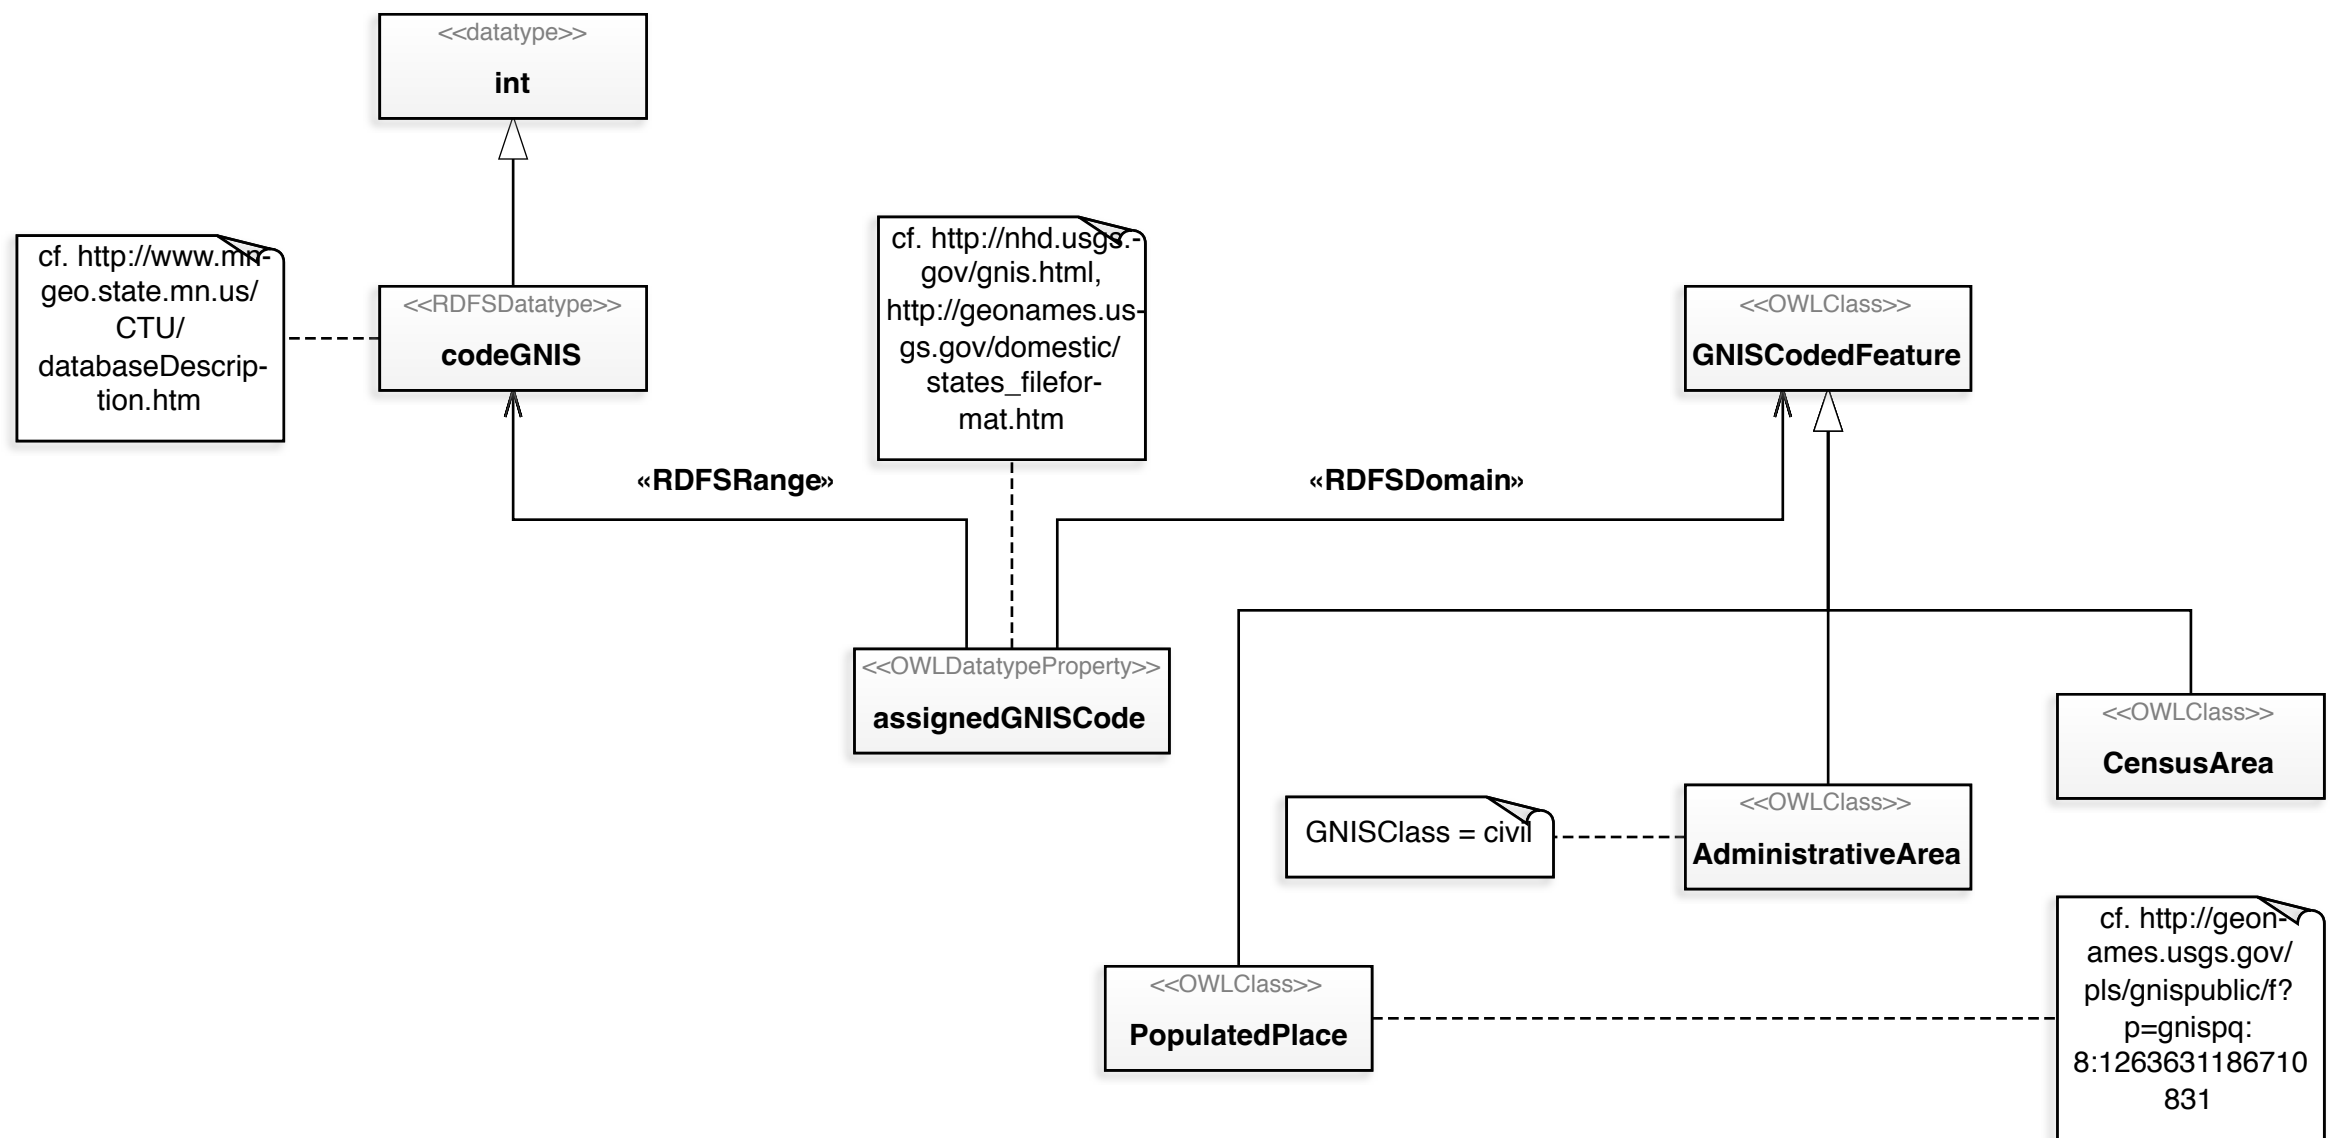 <<datatype>>
int
cf. http://www.mn-
geo.state.mn.us/
CTU/
databaseDescrip-
tion.htm
<<RDFSDatatype>>
codeGNIS
cf. http://nhd.usgs.-
gov/gnis.html,
http://geonames.us-
gs.gov/domestic/
states_filefor-
mat.htm
<<OWLClass>>
GNISCodedFeature
«RDFSRange»
«RDFSDomain»
<<OWLDatatypeProperty>>
assignedGNISCode
<<OWLClass>>
CensusArea
GNISClass = civil
<<OWLClass>>
AdministrativeArea
<<OWLClass>>
PopulatedPlace
cf. http://geon-
ames.usgs.gov/
pls/gnispublic/f?
p=gnispq:
8:1263631186710
831